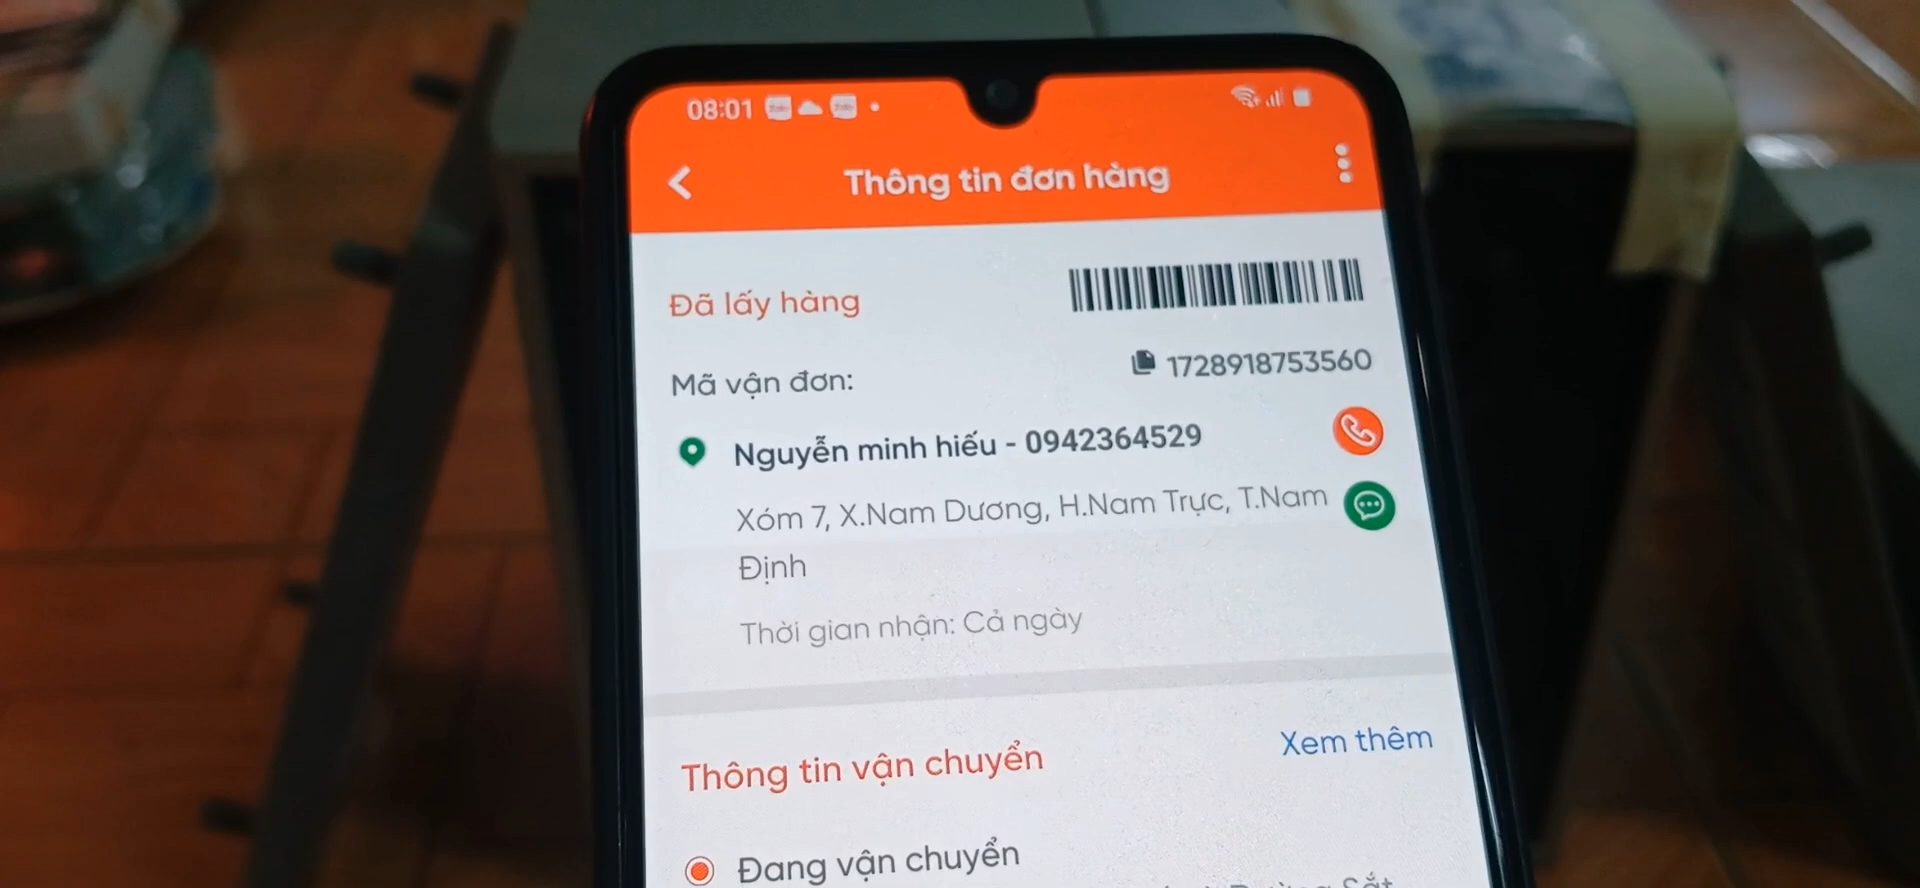 08:01
Thông tin đơn hàng
Đã lấy hàng
Mã vận đơn: 1728918753560
Nguyễn minh hiếu - 0942364529
Xóm 7, X.Nam Dương, H.Nam Trực, T.Nam
Định
Thời gian nhận: Cả ngày
Thông tin vận chuyển Xem thêm
Đang vận chuyển